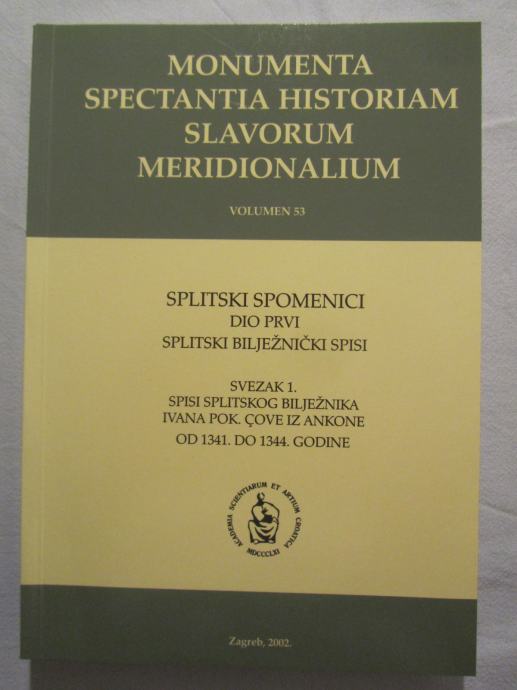 MONUMENTA
SPECTANTIA HISTORIAM
SLAVORUM
MERIDIONALIUM
VOLUMEN 53
SPLITSKI SPOMENICI
DIO PRVI
SPLITSKI BILJEŽNIČKI SPISI
SVEZAK 1.
SPISI SPLITSKOG BILJEŽNIKA
IVANA POK. ÇOVE IZ ANKONE
OD 1341. DO 1344. GODINE
ACADEMIA SCIENTIARUM ET ARTIUM CROATICA
MDCCCLXI
Zagreb, 2002.